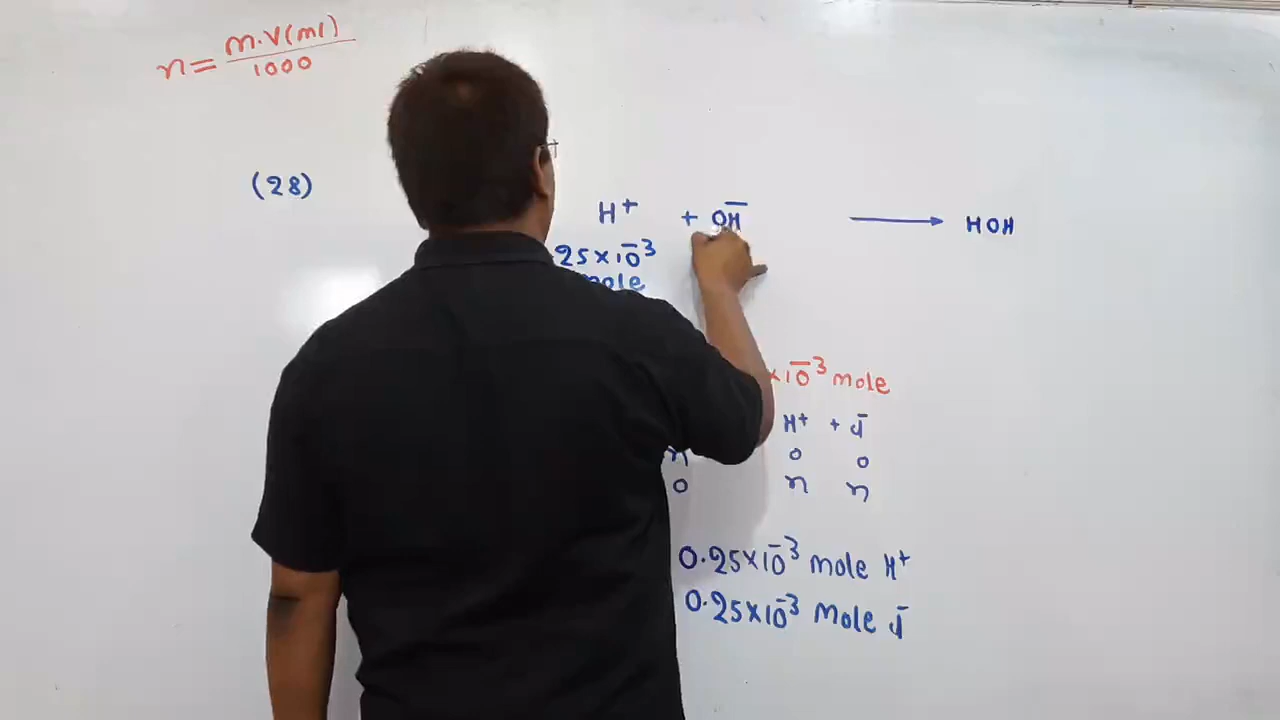 n = m.V(ml) / 1000
(28)
H⁺ + OH⁻ ⟶ HOH
25×10⁻³
mole
×10⁻³ mole
H⁺ + I⁻
n 0 0
0 n n
0.25×10⁻³ mole H⁺
0.25×10⁻³ mole I⁻